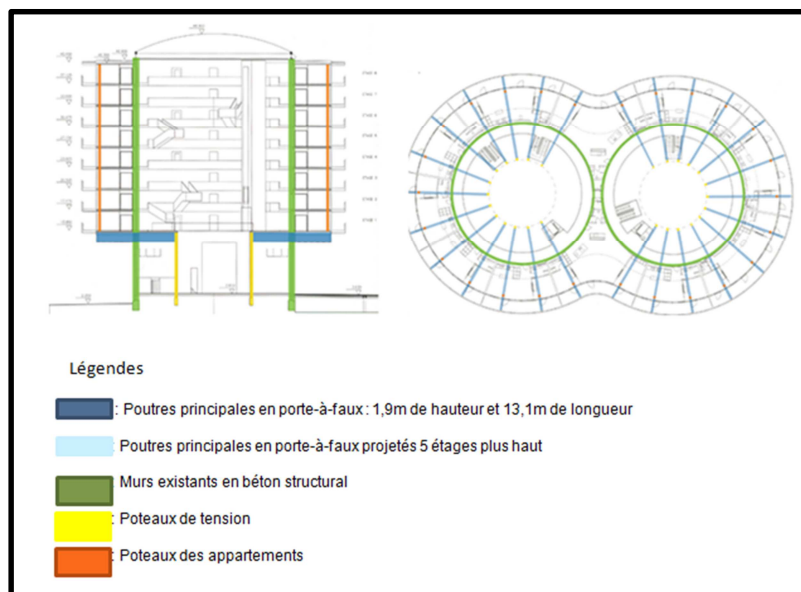 Légendes
: Poutres principales en porte-à-faux : 1,9m de hauteur et 13,1m de longueur
: Poutres principales en porte-à-faux projetés 5 étages plus haut
: Murs existants en béton structural
: Poteaux de tension
: Poteaux des appartements